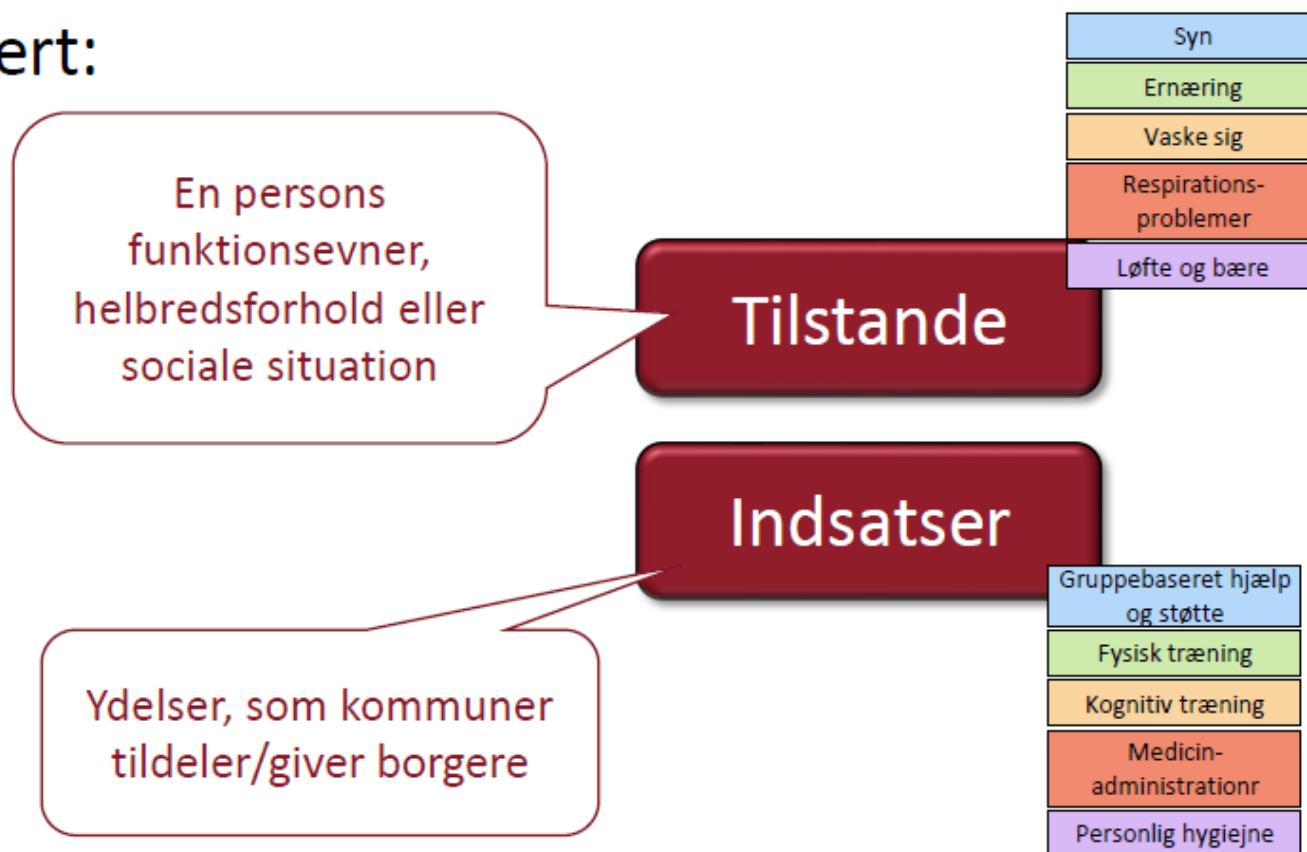 ert:
En persons
funktionsevner,
helbredsforhold eller
sociale situation
Tilstande
Syn
Ernæring
Vaske sig
Respirations-
problemer
Løfte og bære
Indsatser
Ydelser, som kommuner
tildeler/giver borgere
Gruppebaseret hjælp
og støtte
Fysisk træning
Kognitiv træning
Medicin-
administrationr
Personlig hygiejne